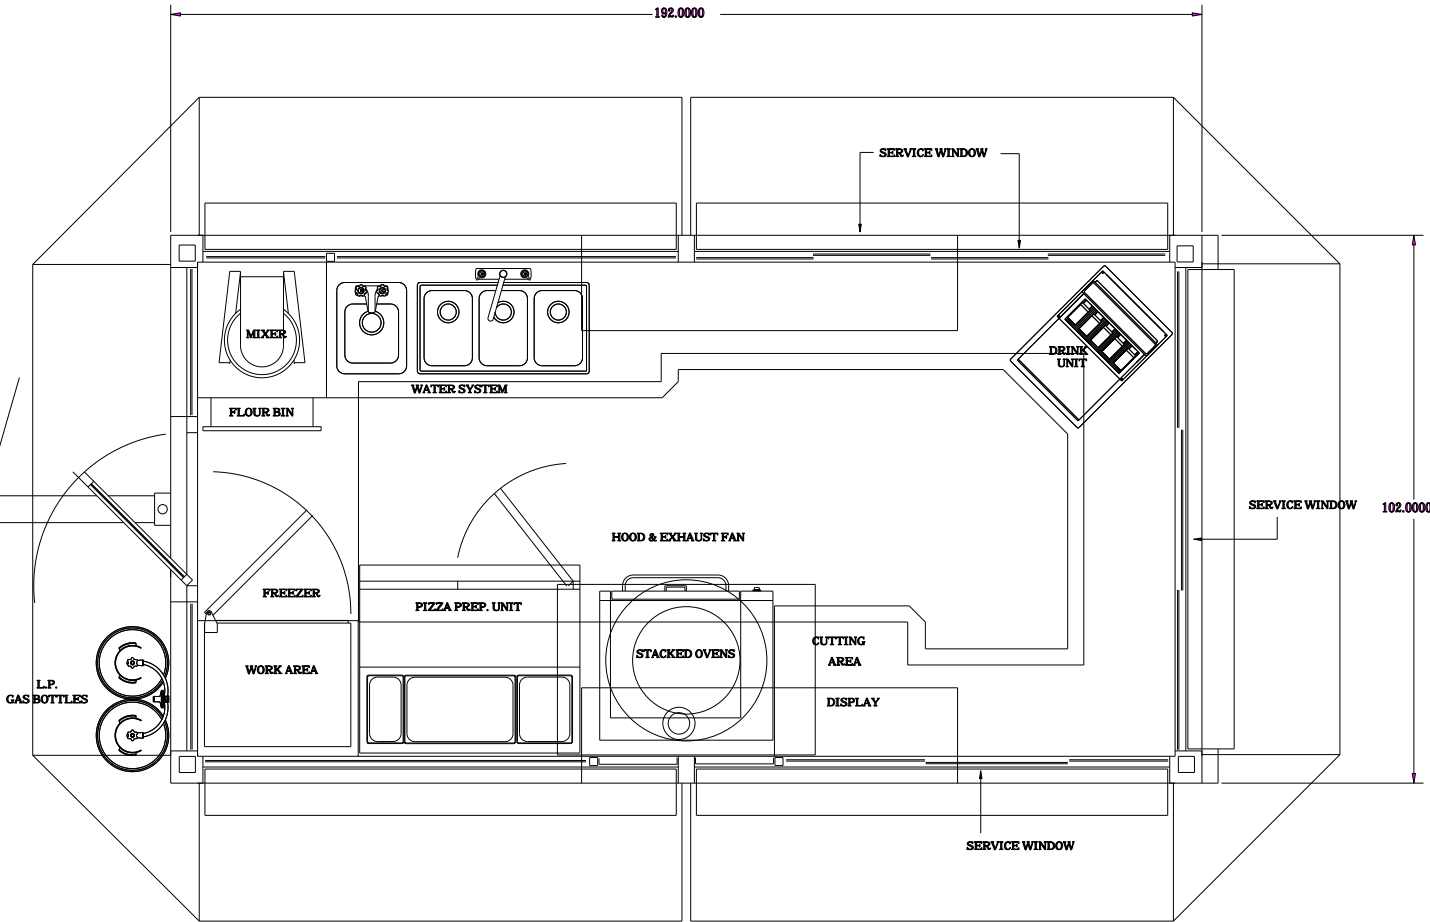 192.0000
SERVICE WINDOW
MIXER
DRINK
UNIT
WATER SYSTEM
FLOUR BIN
SERVICE WINDOW
102.0000
HOOD & EXHAUST FAN
FREEZER
PIZZA PREP. UNIT
CUTTING
AREA
STACKED OVENS
WORK AREA
L.P.
GAS BOTTLES
DISPLAY
SERVICE WINDOW